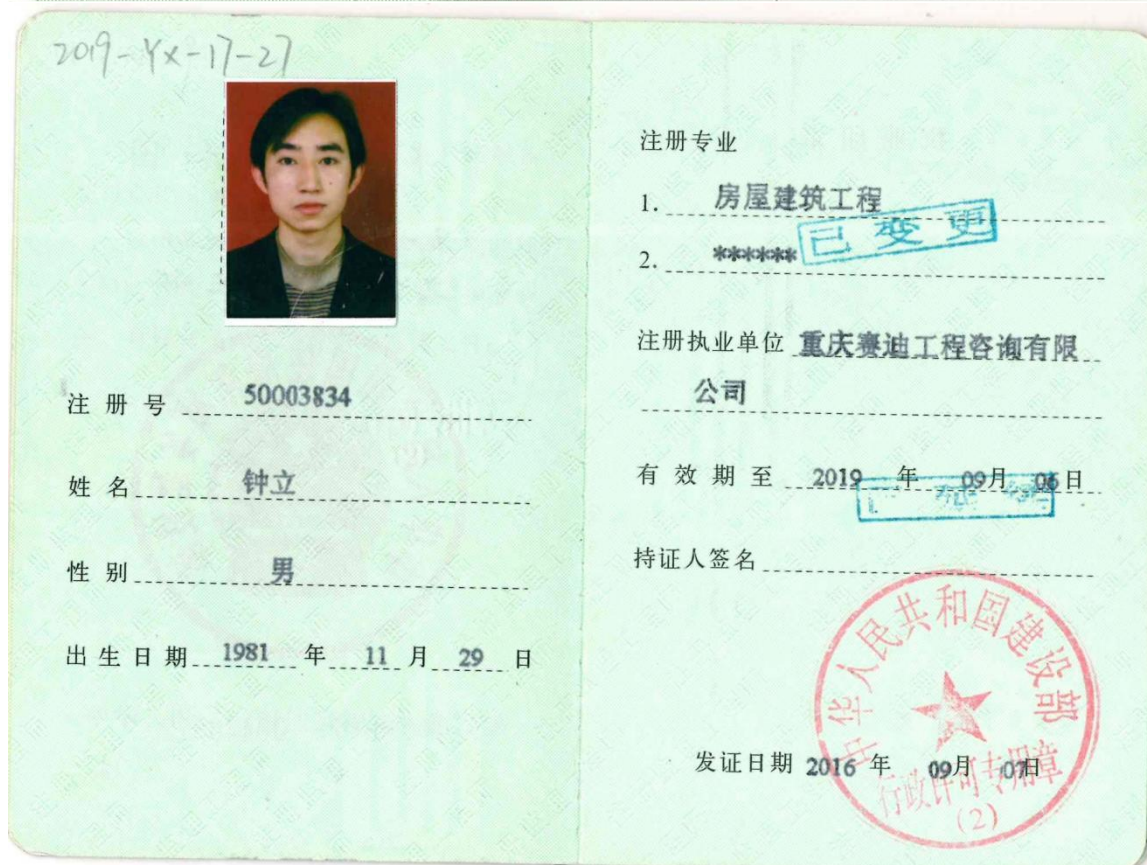 2019-YX-17-27
注 册 号 50003834
姓 名 钟立
性 别 男
出 生 日 期 1981 年 11 月 29 日
注册专业
1. 房屋建筑工程
2. ******
已变更
注册执业单位 重庆赛迪工程咨询有限
公司
有 效 期 至 2019 年 09月 06日
持证人签名
中华人民共和国建设部
发证日期 2016 年 09月 07日
行政许可专用章
(2)